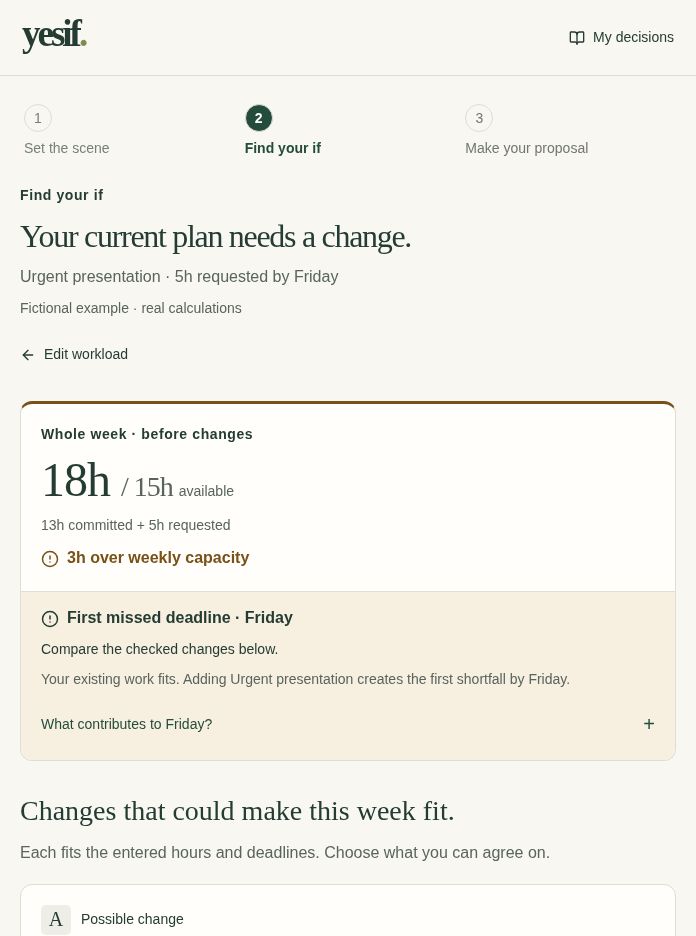 yesif.
My decisions
1
Set the scene
2
Find your if
3
Make your proposal
Find your if
Your current plan needs a change.
Urgent presentation · 5h requested by Friday
Fictional example · real calculations
Edit workload
Whole week · before changes
18h / 15h available
13h committed + 5h requested
3h over weekly capacity
First missed deadline · Friday
Compare the checked changes below.
Your existing work fits. Adding Urgent presentation creates the first shortfall by Friday.
What contributes to Friday? +
Changes that could make this week fit.
Each fits the entered hours and deadlines. Choose what you can agree on.
A Possible change